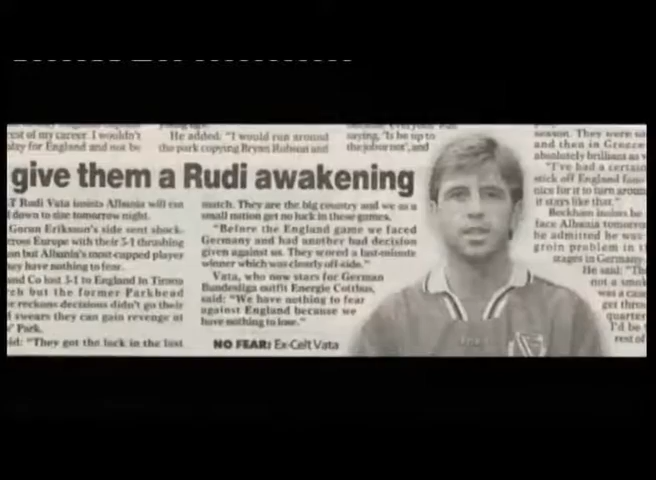 rest of my career. I wouldn't
play for England and not be
He added: "I would run around
the park copying Bryan Robson and
saying, 'Is be up to
the job or not', and
give them a Rudi awakening
T Rudi Vata insists Albania will
down to size tomorrow night.
Goran Eriksson's side sent shock
cross Europe with their 5-1 thrashing
on but Albania's most-capped player
hey have nothing to fear.
and Co lost 3-1 to England in Tirana
ch but the former Parkhead
reckons decisions didn't go their
d swears they can gain revenge at
Park.
id: "They got the luck in the last
match. They are the big country and we as a
small nation get no luck in these games.
"Before the England game we faced
Germany and had another bad decision
given against us. They scored a last-minute
winner which was clearly off-side."
Vata, who now stars for German
Bundesliga outfit Energie Cottbus,
said: "We have nothing to fear
against England because we
have nothing to lose."
NO FEAR: Ex-Celt Vata
season. They were
and then in Greece
absolutely brilliant as
"I've had a certain
stick off England fans
nice for it to turn around
it stays like that."
Beckham insists he
face Albania tomorrow
he admitted he was
groin problem in
stages in Germany
He said:
not a
was a case
get thro
quarter
I'd be
rest of